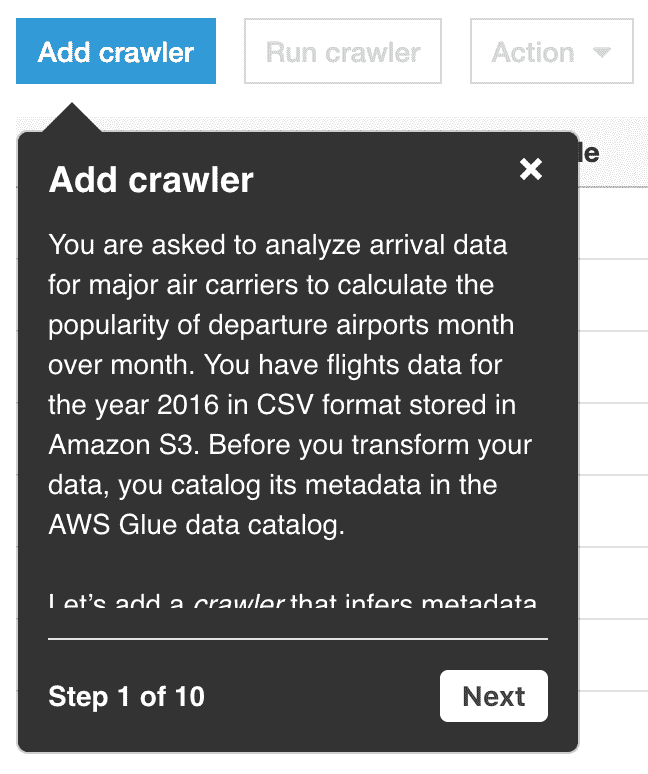 Add crawler
Run crawler
Action
le
Add crawler
You are asked to analyze arrival data
for major air carriers to calculate the
popularity of departure airports month
over month. You have flights data for
the year 2016 in CSV format stored in
Amazon S3. Before you transform your
data, you catalog its metadata in the
AWS Glue data catalog.
Let’s add a crawler that infers metadata
Step 1 of 10
Next